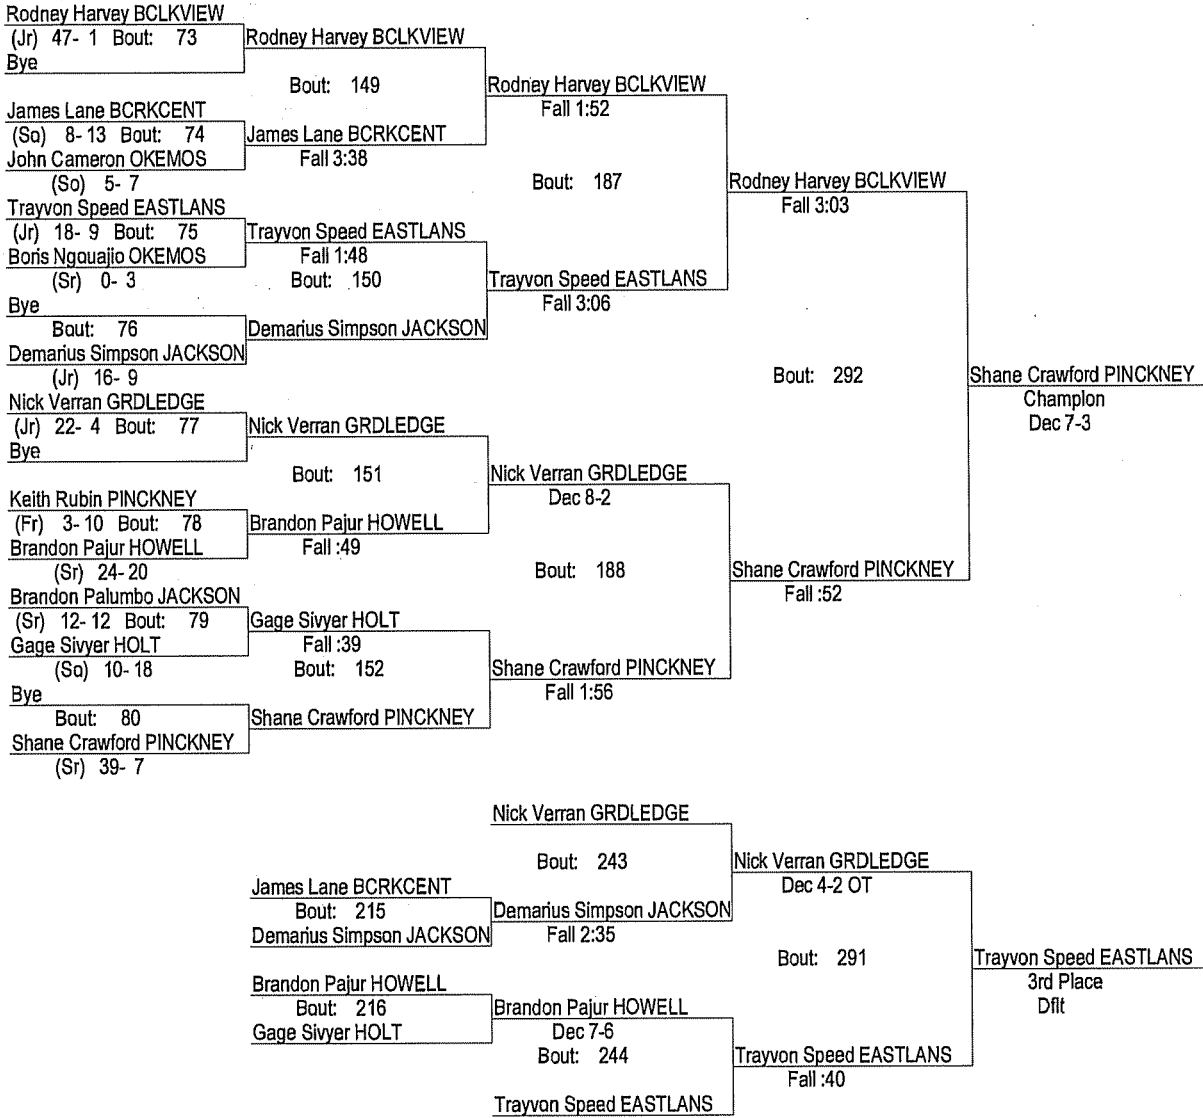 Rodney Harvey BCLKVIEW
(Jr) 47- 1 Bout: 73
Bye
Rodney Harvey BCLKVIEW
Bout: 149
James Lane BCRKCENT
(So) 8- 13 Bout: 74
John Cameron OKEMOS
(So) 5- 7
James Lane BCRKCENT
Fall 3:38
Rodney Harvey BCLKVIEW
Fall 1:52
Bout: 187
Trayvon Speed EASTLANS
(Jr) 18- 9 Bout: 75
Boris Ngouajio OKEMOS
(Sr) 0- 3
Trayvon Speed EASTLANS
Fall 1:48
Bout: 150
Bye
Bout: 76
Demarius Simpson JACKSON
(Jr) 16- 9
Demarius Simpson JACKSON
Trayvon Speed EASTLANS
Fall 3:06
Rodney Harvey BCLKVIEW
Fall 3:03
Bout: 292
Shane Crawford PINCKNEY
Champion
Dec 7-3
Nick Verran GRDLEDGE
(Jr) 22- 4 Bout: 77
Bye
Nick Verran GRDLEDGE
Bout: 151
Keith Rubin PINCKNEY
(Fr) 3- 10 Bout: 78
Brandon Pajur HOWELL
(Sr) 24- 20
Brandon Pajur HOWELL
Fall :49
Nick Verran GRDLEDGE
Dec 8-2
Bout: 188
Brandon Palumbo JACKSON
(Sr) 12- 12 Bout: 79
Gage Sivyer HOLT
(So) 10- 18
Gage Sivyer HOLT
Fall :39
Bout: 152
Bye
Bout: 80
Shane Crawford PINCKNEY
(Sr) 39- 7
Shane Crawford PINCKNEY
Shane Crawford PINCKNEY
Fall 1:56
Shane Crawford PINCKNEY
Fall :52
Nick Verran GRDLEDGE
Bout: 243
James Lane BCRKCENT
Bout: 215
Demarius Simpson JACKSON
Demarius Simpson JACKSON
Fall 2:35
Nick Verran GRDLEDGE
Dec 4-2 OT
Bout: 291
Brandon Pajur HOWELL
Bout: 216
Gage Sivyer HOLT
Brandon Pajur HOWELL
Dec 7-6
Bout: 244
Trayvon Speed EASTLANS
Trayvon Speed EASTLANS
Fall :40
Trayvon Speed EASTLANS
3rd Place
Dflt